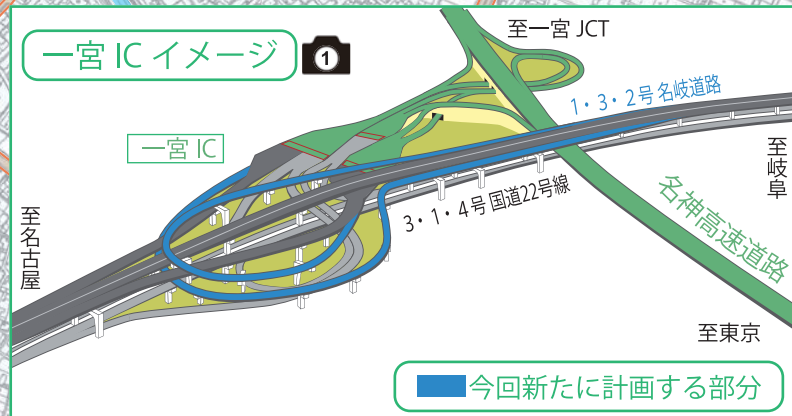 一宮 IC イメージ
1
至一宮 JCT
1・3・2号 名岐道路
一宮 IC
至岐阜
至名古屋
3・1・4号 国道22号線
名神高速道路
至東京
今回新たに計画する部分